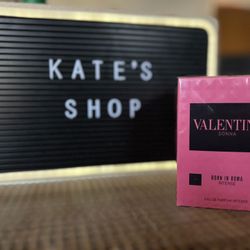 KATE'S
SHOP
VALENTIN
DONNA
BORN IN ROMA
INTENSE
EAU DE PARFUM INTENSE